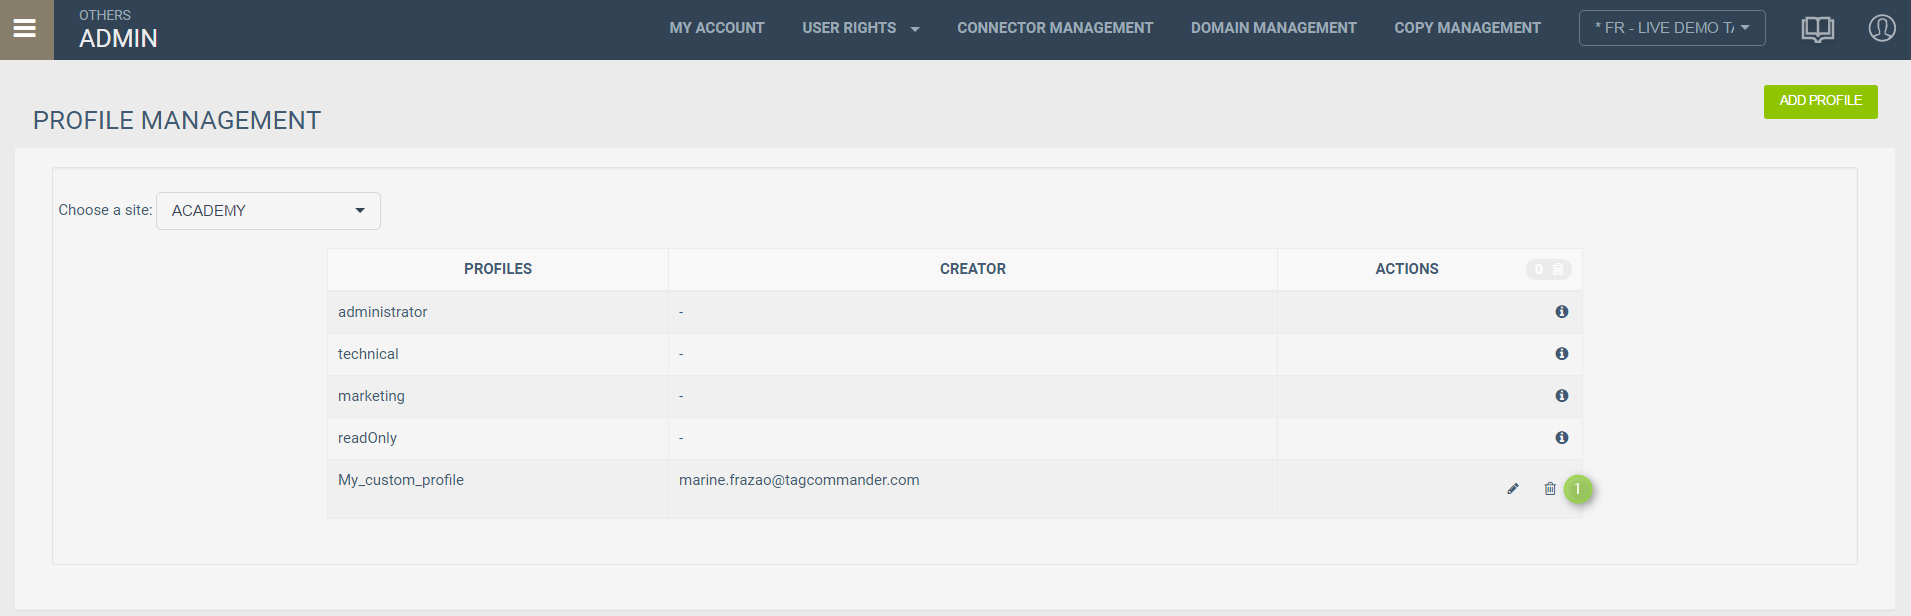 OTHERS
ADMIN
MY ACCOUNT
USER RIGHTS
CONNECTOR MANAGEMENT
DOMAIN MANAGEMENT
COPY MANAGEMENT
* FR - LIVE DEMO
PROFILE MANAGEMENT
ADD PROFILE
Choose a site: ACADEMY
PROFILES CREATOR ACTIONS 0
administrator -
technical -
marketing -
readOnly -
My_custom_profile marine.frazao@tagcommander.com
1